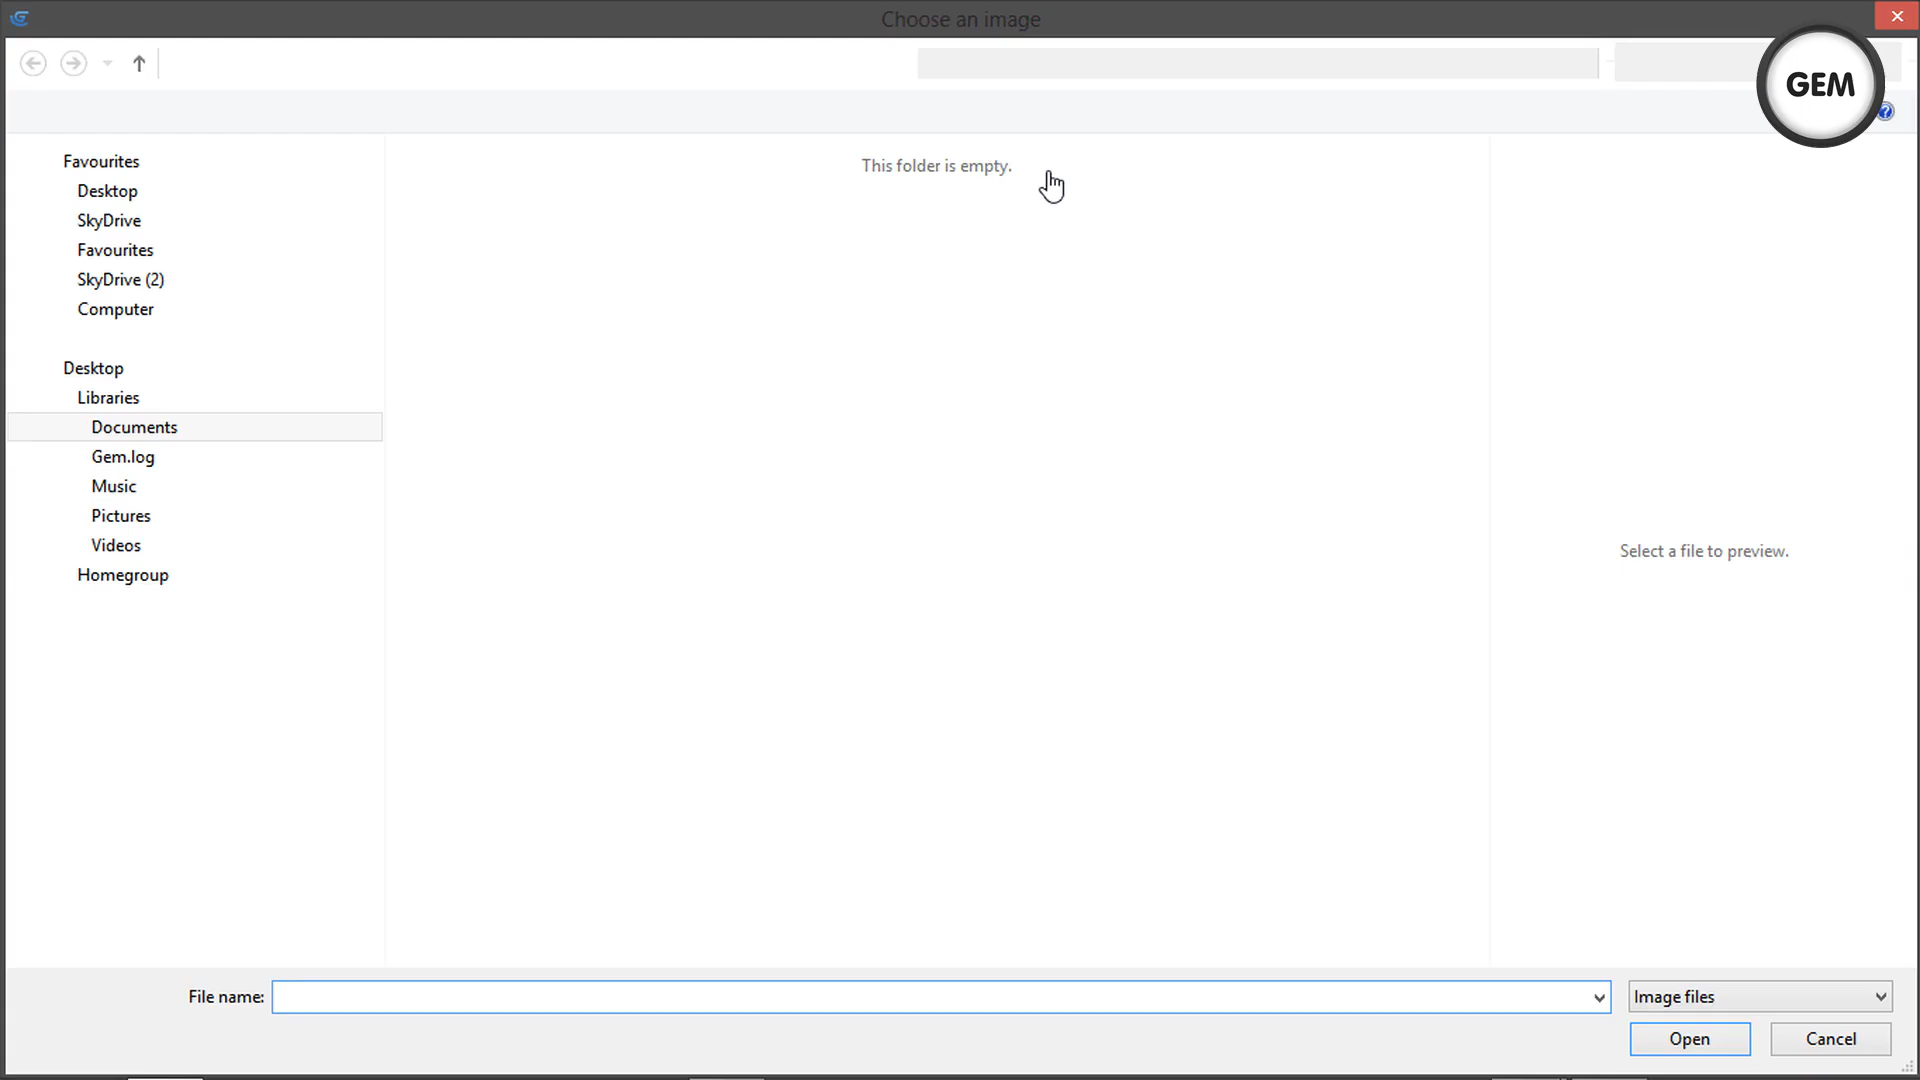 Choose an image
GEM
Favourites
Desktop
SkyDrive
Favourites
SkyDrive (2)
Computer
Desktop
Libraries
Documents
Gem.log
Music
Pictures
Videos
Homegroup
This folder is empty.
Select a file to preview.
File name:
Image files
Open
Cancel